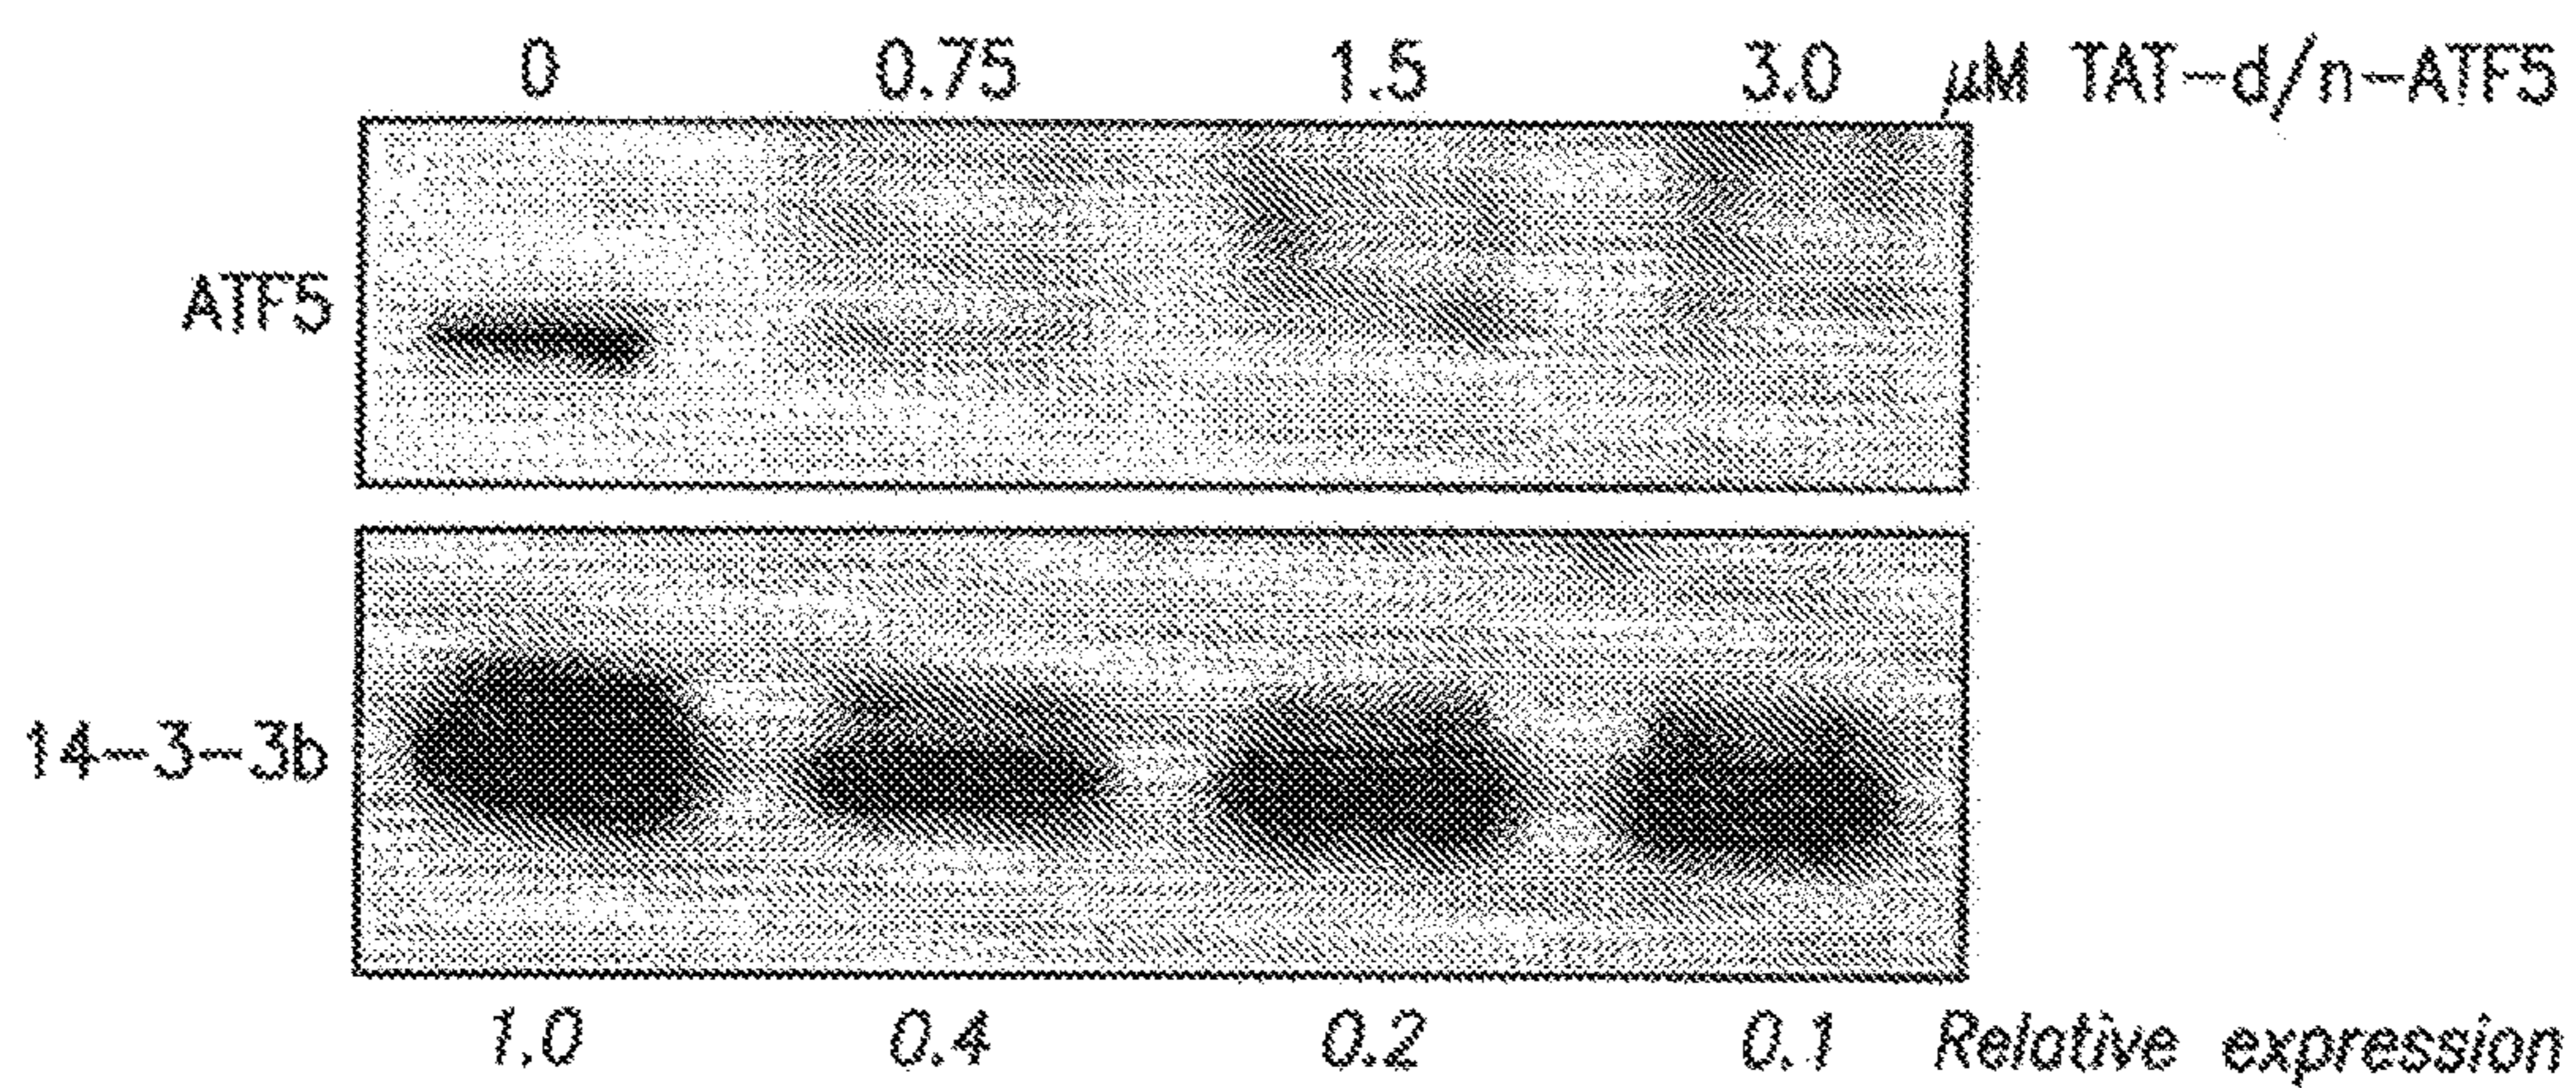 0 0.75 1.5 3.0 μM TAT-d/n-ATF5
ATF5
14-3-3b
1.0 0.4 0.2 0.1 Relative expression